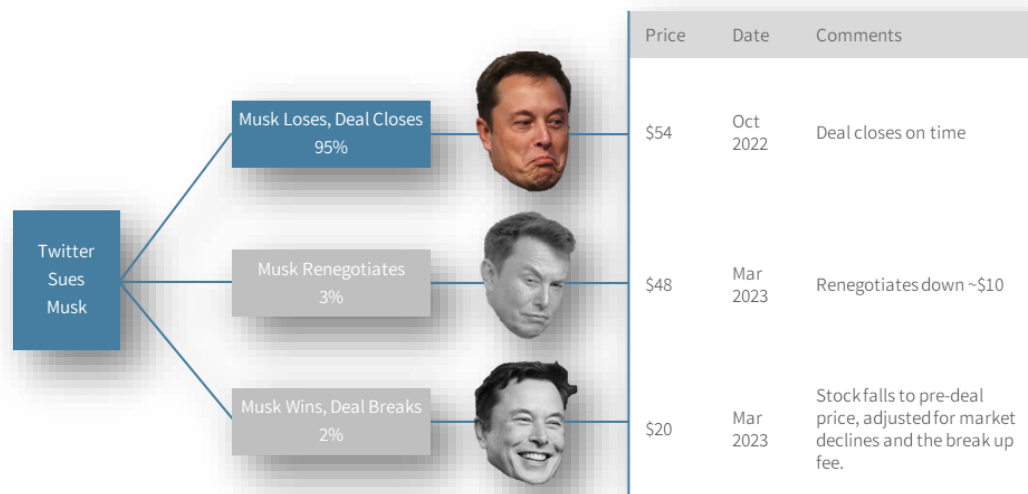 Price Date Comments
Musk Loses, Deal Closes
95%
$54
Oct
2022
Deal closes on time
Twitter
Sues
Musk
Musk Renegotiates
3%
$48
Mar
2023
Renegotiates down ~$10
Musk Wins, Deal Breaks
2%
$20
Mar
2023
Stock falls to pre-deal
price, adjusted for market
declines and the break up
fee.